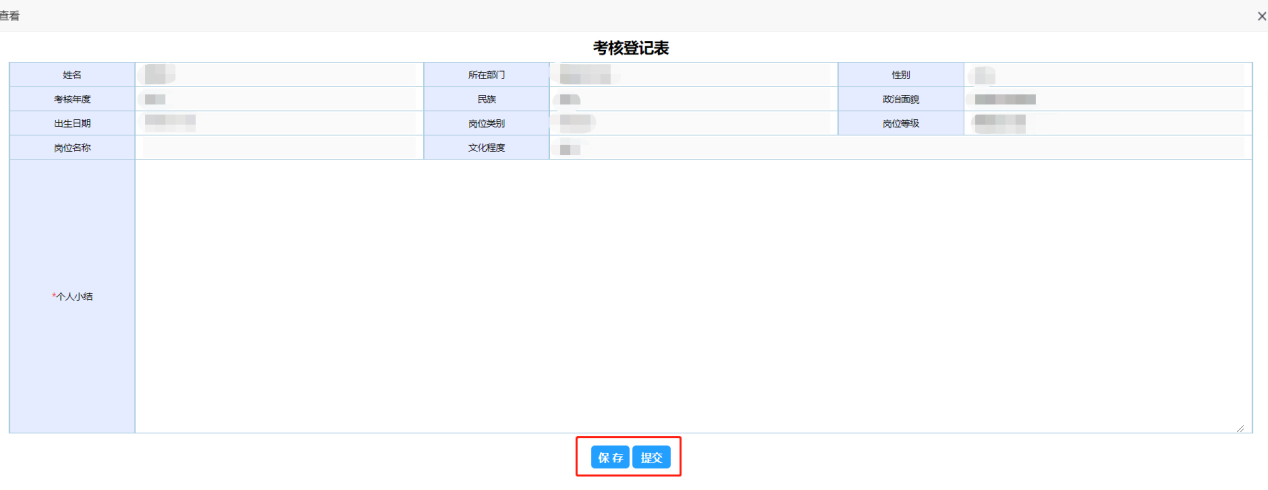 查看
×
考核登记表
姓名 所在部门 性别
考核年度 民族 政治面貌
出生日期 岗位类别 岗位等级
岗位名称 文化程度
*个人小结
保存 提交